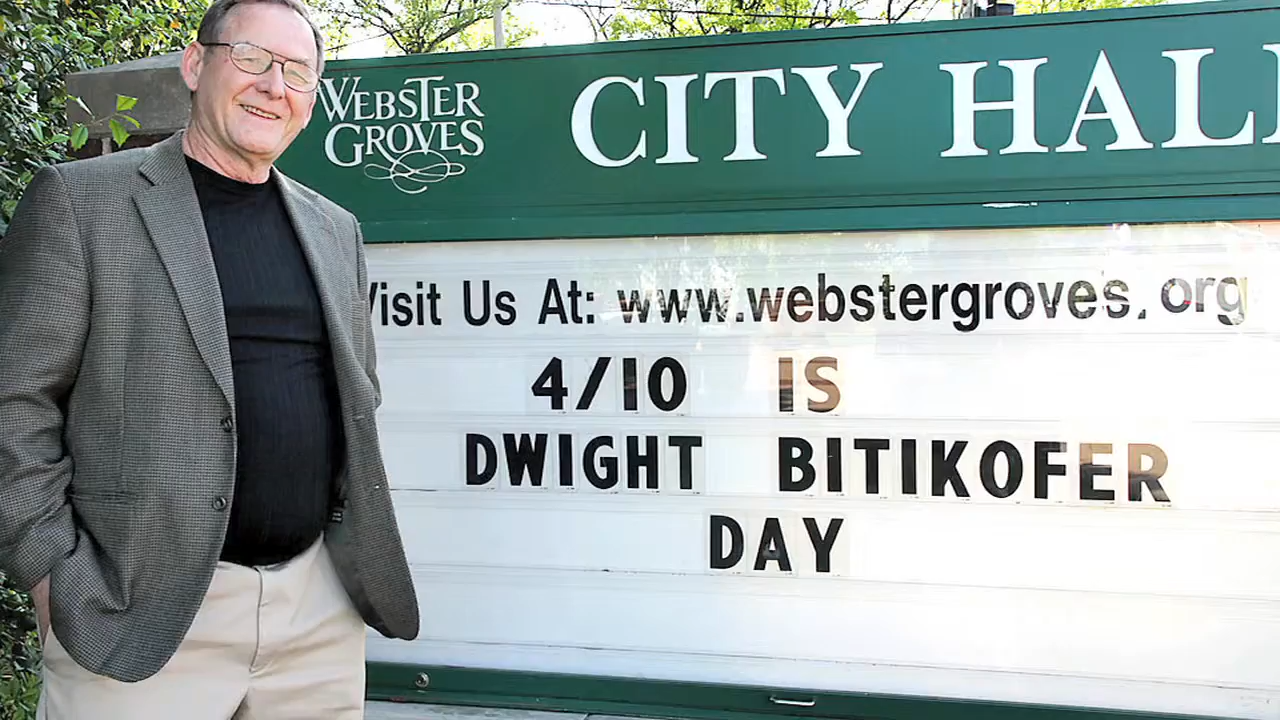 WEBSTER
GROVES
CITY HALL
Visit Us At: www.webstergroves.org
4/10 IS
DWIGHT BITIKOFER
DAY